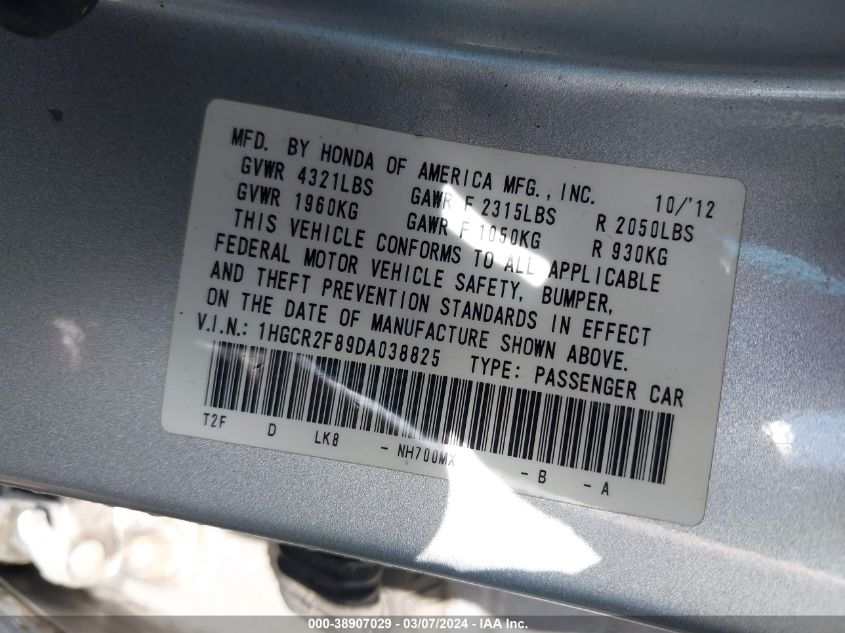 MFD. BY HONDA OF AMERICA MFG., INC. 10/'12
GVWR 4321LBS GAWR F 2315LBS R 2050LBS
GVWR 1960KG GAWR F 1050KG R 930KG
THIS VEHICLE CONFORMS TO ALL APPLICABLE
FEDERAL MOTOR VEHICLE SAFETY, BUMPER,
AND THEFT PREVENTION STANDARDS IN EFFECT
ON THE DATE OF MANUFACTURE SHOWN ABOVE.
V.I.N.: 1HGCR2F89DA038825 TYPE: PASSENGER CAR
T2F D LK8 - NH700MX - B - A
000-38907029 - 03/07/2024 - IAA Inc.